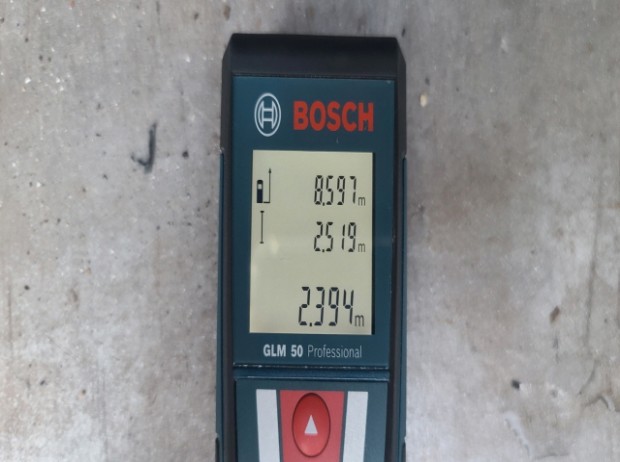 BOSCH
8.597m
2.519m
2.394m
GLM 50 Professional